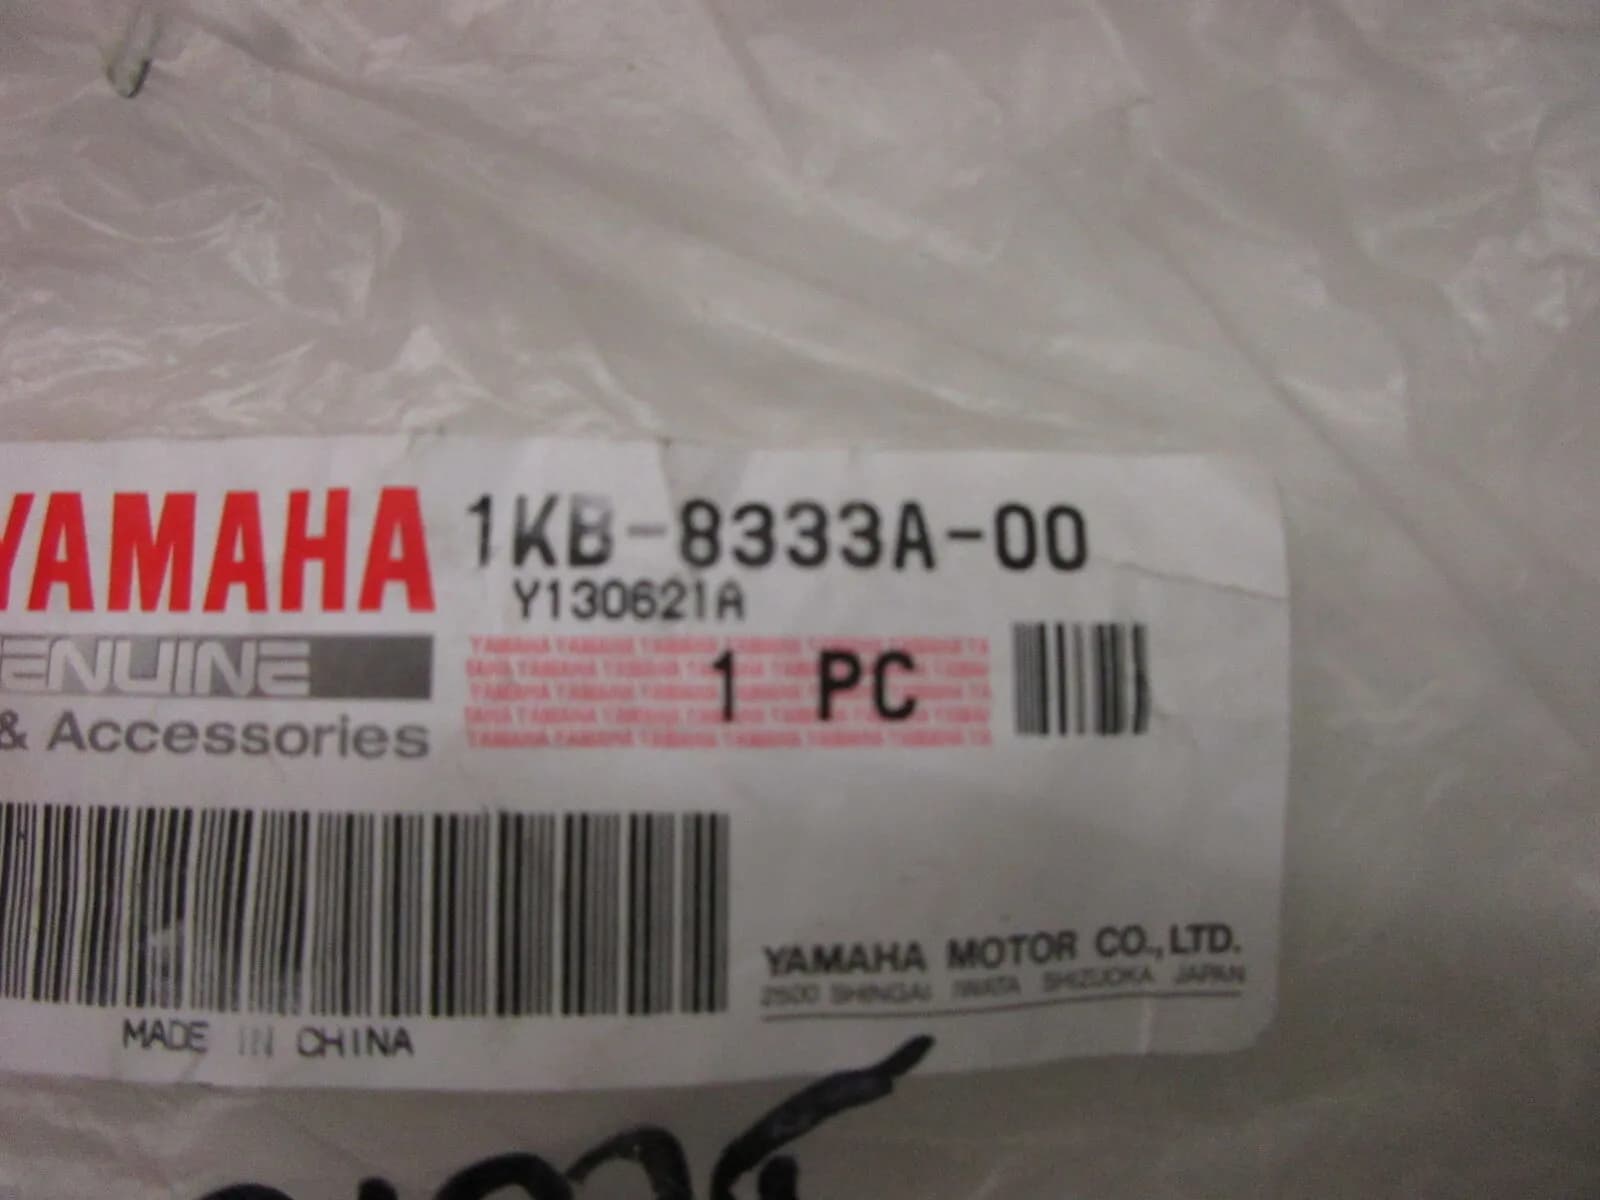 YAMAHA
1KB-8333A-00
Y130621A
GENUINE
1 PC
& Accessories
YAMAHA MOTOR CO.,LTD.
2500 SHINGAI IWATA SHIZUOKA JAPAN
MADE IN CHINA